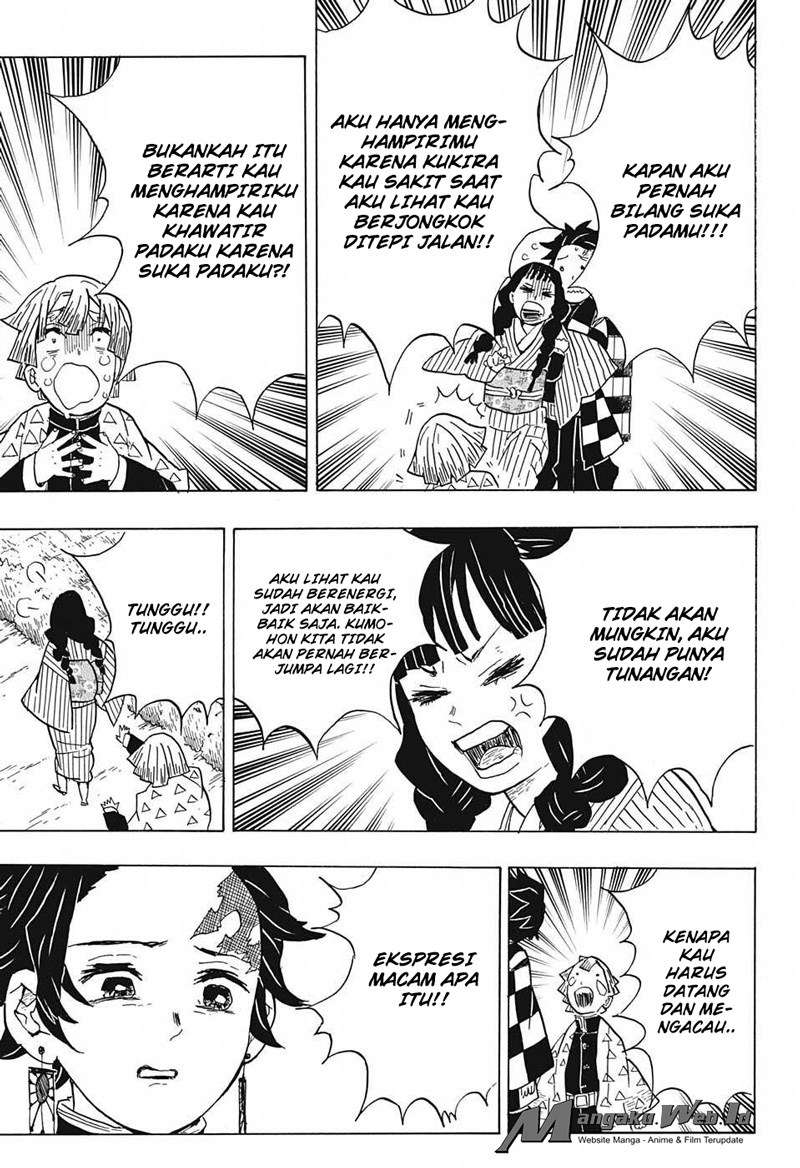 KAPAN AKU
PERNAH
BILANG SUKA
PADAMU!!!
AKU HANYA MENG-
HAMPIRIMU
KARENA KUKIRA
KAU SAKIT SAAT
AKU LIHAT KAU
BERJONGKOK
DITEPI JALAN!!
BUKANKAH ITU
BERARTI KAU
MENGHAMPIRIKU
KARENA KAU
KHAWATIR
PADAKU KARENA
SUKA PADAKU?!
TIDAK AKAN
MUNGKIN, AKU
SUDAH PUNYA
TUNANGAN!
AKU LIHAT KAU
SUDAH BERENERGI,
JADI AKAN BAIK-
BAIK SAJA. KUMO-
HON KITA TIDAK
AKAN PERNAH BER-
JUMPA LAGI!!
TUNGGU!!
TUNGGU..
KENAPA
KAU
HARUS
DATANG
DAN ME-
NGACAU..
EKSPRESI
MACAM APA
ITU!!
Mangaku.Web.Id
Website Manga - Anime & Film Terupdate